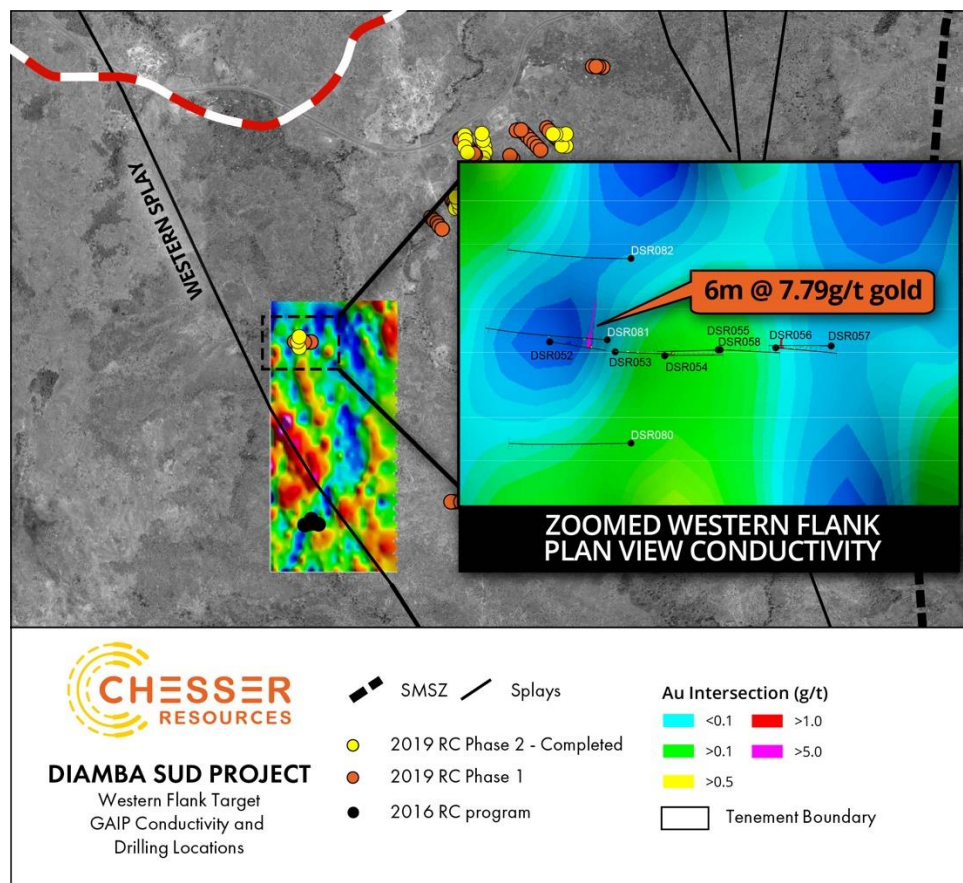 WESTERN SPLAY
DSR082
6m @ 7.79g/t gold
DSR081
DSR052
DSR053
DSR054
DSR055
DSR058
DSR056
DSR057
DSR080
ZOOMED WESTERN FLANK
PLAN VIEW CONDUCTIVITY
CHESSER
RESOURCES
DIAMBA SUD PROJECT
Western Flank Target
GAIP Conductivity and
Drilling Locations
SMSZ
Splays
2019 RC Phase 2 - Completed
2019 RC Phase 1
2016 RC program
Au Intersection (g/t)
<0.1
>1.0
>0.1
>5.0
>0.5
Tenement Boundary